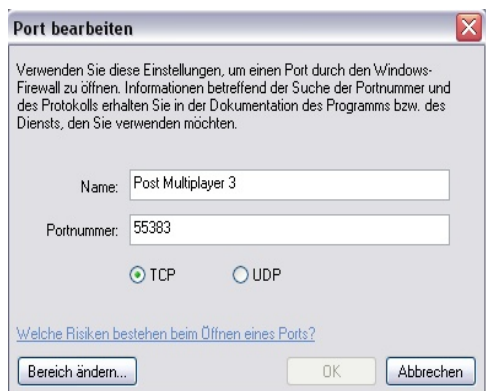 Port bearbeiten
Verwenden Sie diese Einstellungen, um einen Port durch den Windows-
Firewall zu öffnen. Informationen betreffend der Suche der Portnummer und
des Protokolls erhalten Sie in der Dokumentation des Programms bzw. des
Diensts, den Sie verwenden möchten.
Name: Post Multiplayer 3
Portnummer: 55383
TCP UDP
Welche Risiken bestehen beim Öffnen eines Ports?
Bereich ändern... OK Abbrechen